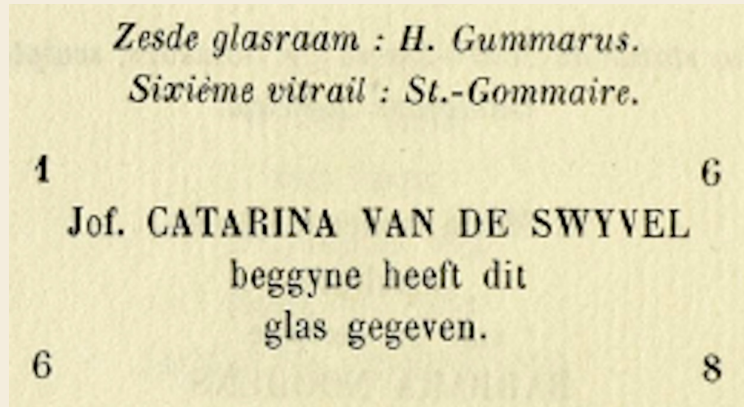 Zesde glasraam : H. Gummarus.
Sixième vitrail : St.-Gommaire.
1 6
Jof. CATARINA VAN DE SWYVEL
beggyne heeft dit
glas gegeven.
6 8